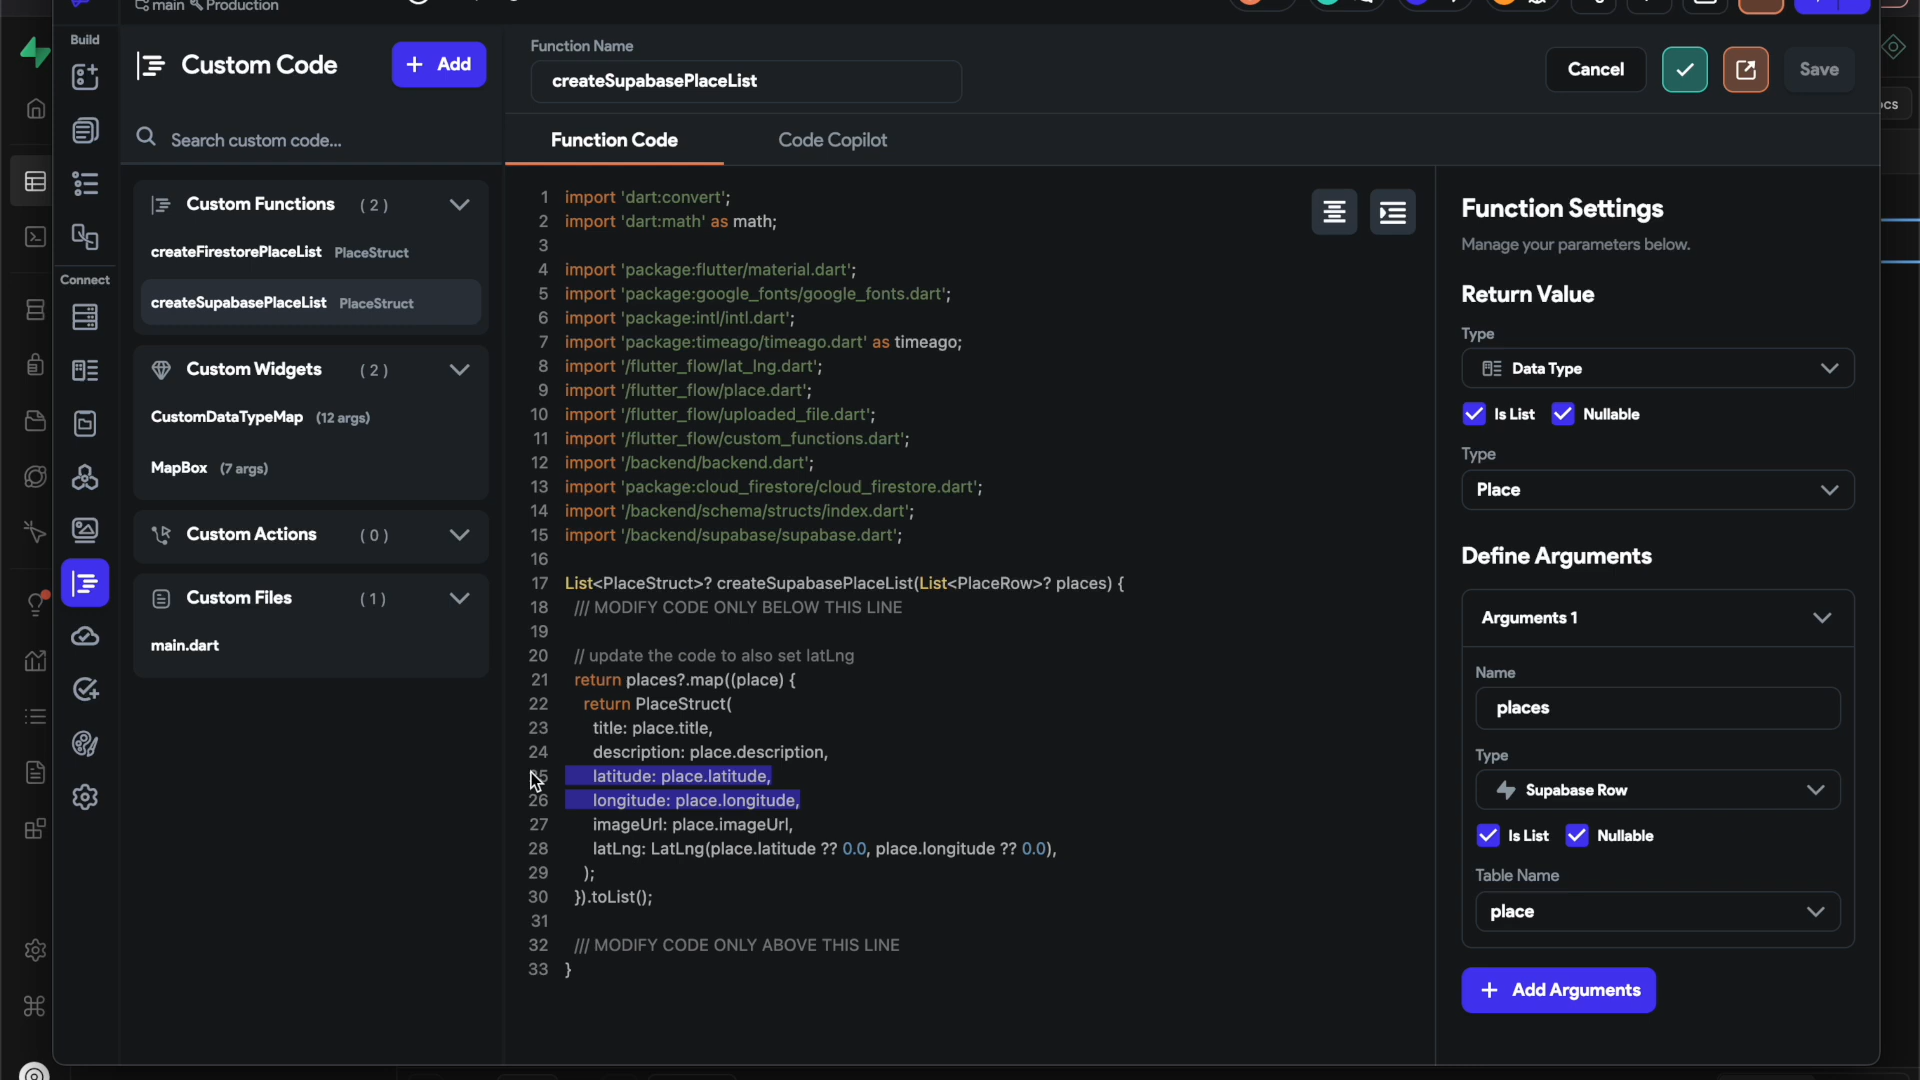 main Production
Build
Custom Code
+ Add
Function Name
createSupabasePlaceList
Cancel
Save
Search custom code...
Function Code
Code Copilot
Custom Functions (2)
createFirestorePlaceList PlaceStruct
createSupabasePlaceList PlaceStruct
Connect
Custom Widgets (2)
CustomDataTypeMap (12 args)
MapBox (7 args)
Custom Actions (0)
Custom Files (1)
main.dart
1 import 'dart:convert';
2 import 'dart:math' as math;
3
4 import 'package:flutter/material.dart';
5 import 'package:google_fonts/google_fonts.dart';
6 import 'package:intl/intl.dart';
7 import 'package:timeago/timeago.dart' as timeago;
8 import '/flutter_flow/lat_lng.dart';
9 import '/flutter_flow/place.dart';
10 import '/flutter_flow/uploaded_file.dart';
11 import '/flutter_flow/custom_functions.dart';
12 import '/backend/backend.dart';
13 import 'package:cloud_firestore/cloud_firestore.dart';
14 import '/backend/schema/structs/index.dart';
15 import '/backend/supabase/supabase.dart';
16
17 List<PlaceStruct>? createSupabasePlaceList(List<PlaceRow>? places) {
18 /// MODIFY CODE ONLY BELOW THIS LINE
19
20 // update the code to also set latLng
21 return places?.map((place) {
22 return PlaceStruct(
23 title: place.title,
24 description: place.description,
25 latitude: place.latitude,
26 longitude: place.longitude,
27 imageUrl: place.imageUrl,
28 latLng: LatLng(place.latitude ?? 0.0, place.longitude ?? 0.0),
29 );
30 }).toList();
31
32 /// MODIFY CODE ONLY ABOVE THIS LINE
33 }
Function Settings
Manage your parameters below.
Return Value
Type
Data Type
Is List Nullable
Type
Place
Define Arguments
Arguments 1
Name
places
Type
Supabase Row
Is List Nullable
Table Name
place
+ Add Arguments